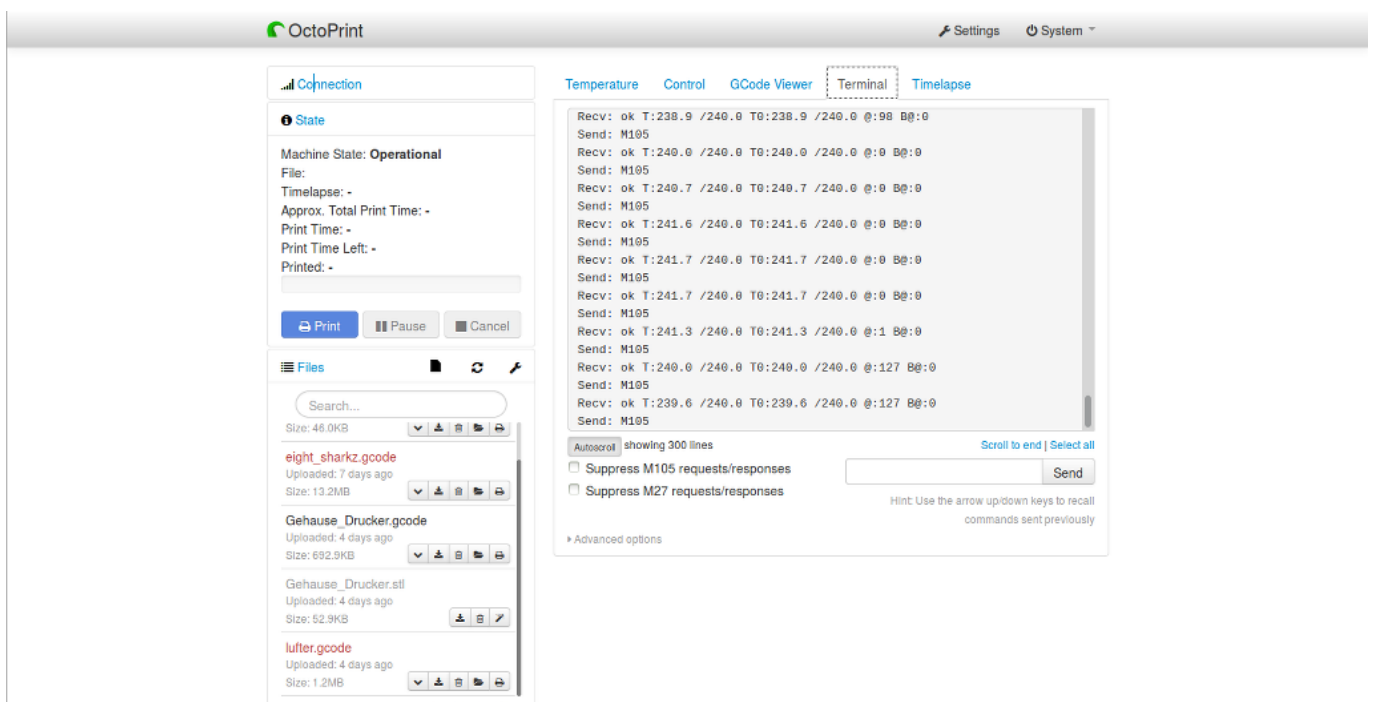 OctoPrint
Settings
System
Connection
State
Machine State: Operational
File:
Timelapse: -
Approx. Total Print Time: -
Print Time: -
Print Time Left: -
Printed: -
Print
Pause
Cancel
Files
Search...
Size: 46.0KB
eight_sharkz.gcode
Uploaded: 7 days ago
Size: 13.2MB
Gehause_Drucker.gcode
Uploaded: 4 days ago
Size: 692.9KB
Gehause_Drucker.stl
Uploaded: 4 days ago
Size: 52.9KB
lufter.gcode
Uploaded: 4 days ago
Size: 1.2MB
Temperature
Control
GCode Viewer
Terminal
Timelapse
Recv: ok T:238.9 /240.0 T0:238.9 /240.0 @:98 B@:0
Send: M105
Recv: ok T:240.0 /240.0 T0:240.0 /240.0 @:0 B@:0
Send: M105
Recv: ok T:240.7 /240.0 T0:240.7 /240.0 @:0 B@:0
Send: M105
Recv: ok T:241.6 /240.0 T0:241.6 /240.0 @:0 B@:0
Send: M105
Recv: ok T:241.7 /240.0 T0:241.7 /240.0 @:0 B@:0
Send: M105
Recv: ok T:241.7 /240.0 T0:241.7 /240.0 @:0 B@:0
Send: M105
Recv: ok T:241.3 /240.0 T0:241.3 /240.0 @:1 B@:0
Send: M105
Recv: ok T:240.0 /240.0 T0:240.0 /240.0 @:127 B@:0
Send: M105
Recv: ok T:239.6 /240.0 T0:239.6 /240.0 @:127 B@:0
Send: M105
Autoscroll showing 300 lines
Scroll to end | Select all
Suppress M105 requests/responses
Suppress M27 requests/responses
Send
Hint: Use the arrow up/down keys to recall
commands sent previously
Advanced options